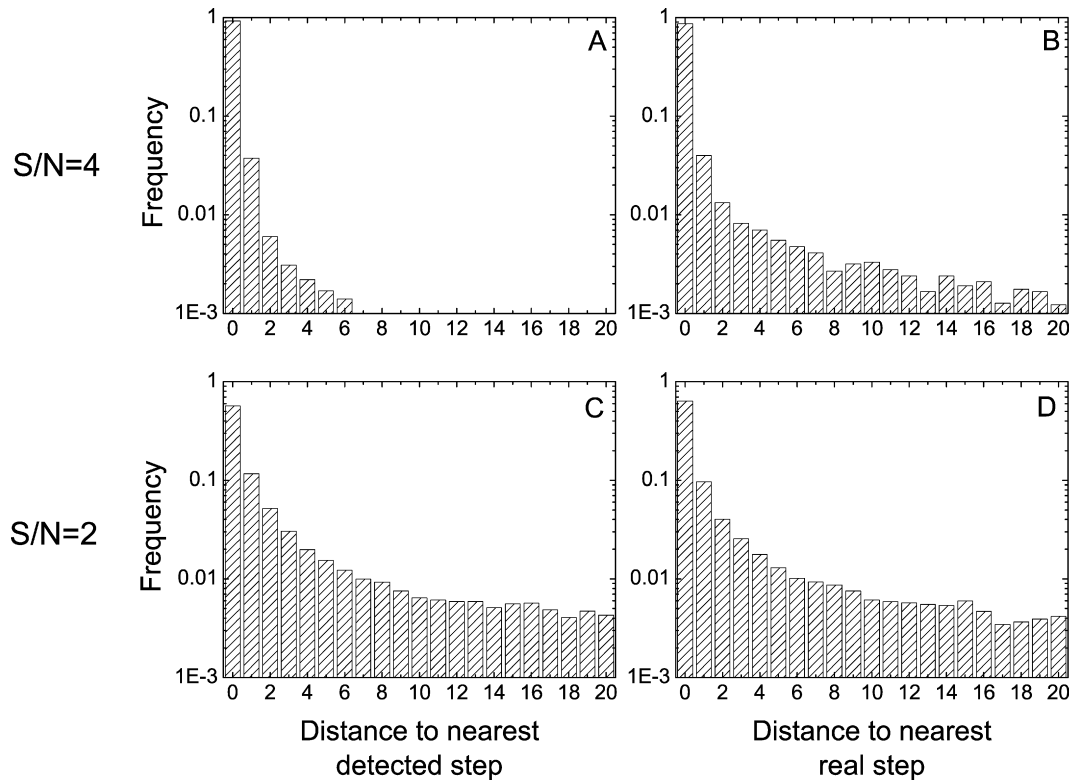 A
B
S/N=4
Frequency
1
0.1
0.01
1E-3
0 2 4 6 8 10 12 14 16 18 20
Frequency
1
0.1
0.01
1E-3
0 2 4 6 8 10 12 14 16 18 20
C
D
S/N=2
Frequency
1
0.1
0.01
1E-3
0 2 4 6 8 10 12 14 16 18 20
1
0.1
0.01
1E-3
0 2 4 6 8 10 12 14 16 18 20
Distance to nearest
detected step
Distance to nearest
real step